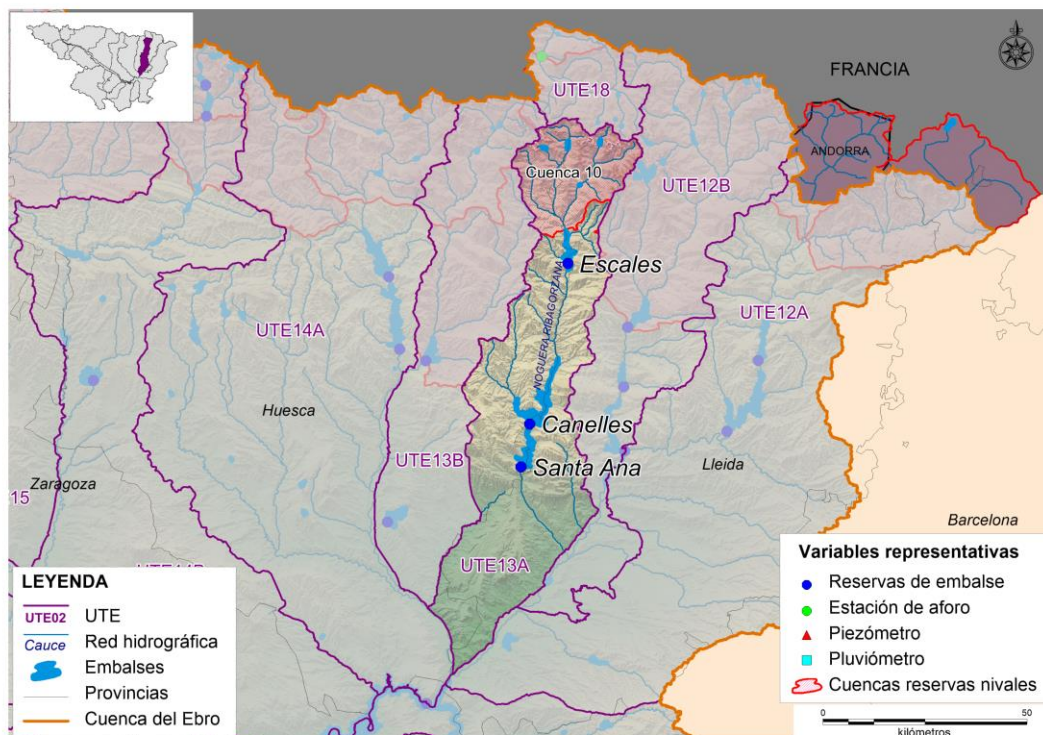 FRANCIA
UTE18
ANDORRA
Cuenca 10
UTE12B
Escales
NOGUERA RIBAGORZANA
UTE14A
UTE12A
Huesca
Canelles
UTE13B
Lleida
Santa Ana
Zaragoza
15
Barcelona
UTE13A
LEYENDA
UTE02 UTE
Cauce Red hidrográfica
Embalses
Provincias
Cuenca del Ebro
Variables representativas
Reservas de embalse
Estación de aforo
Piezómetro
Pluviómetro
Cuencas reservas nivales
0 50
kilómetros